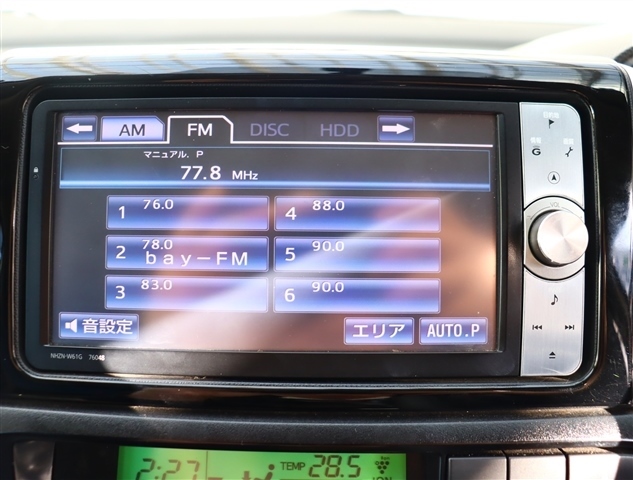 AM FM DISC HDD
マニュアル. P
77.8 MHz
1 76.0
2 78.0 bay-FM
3 83.0
4 88.0
5 90.0
6 90.0
音設定
エリア
AUTO.P
NHZN-W61G
VOL
G
2:27
TEMP 28.5
ION